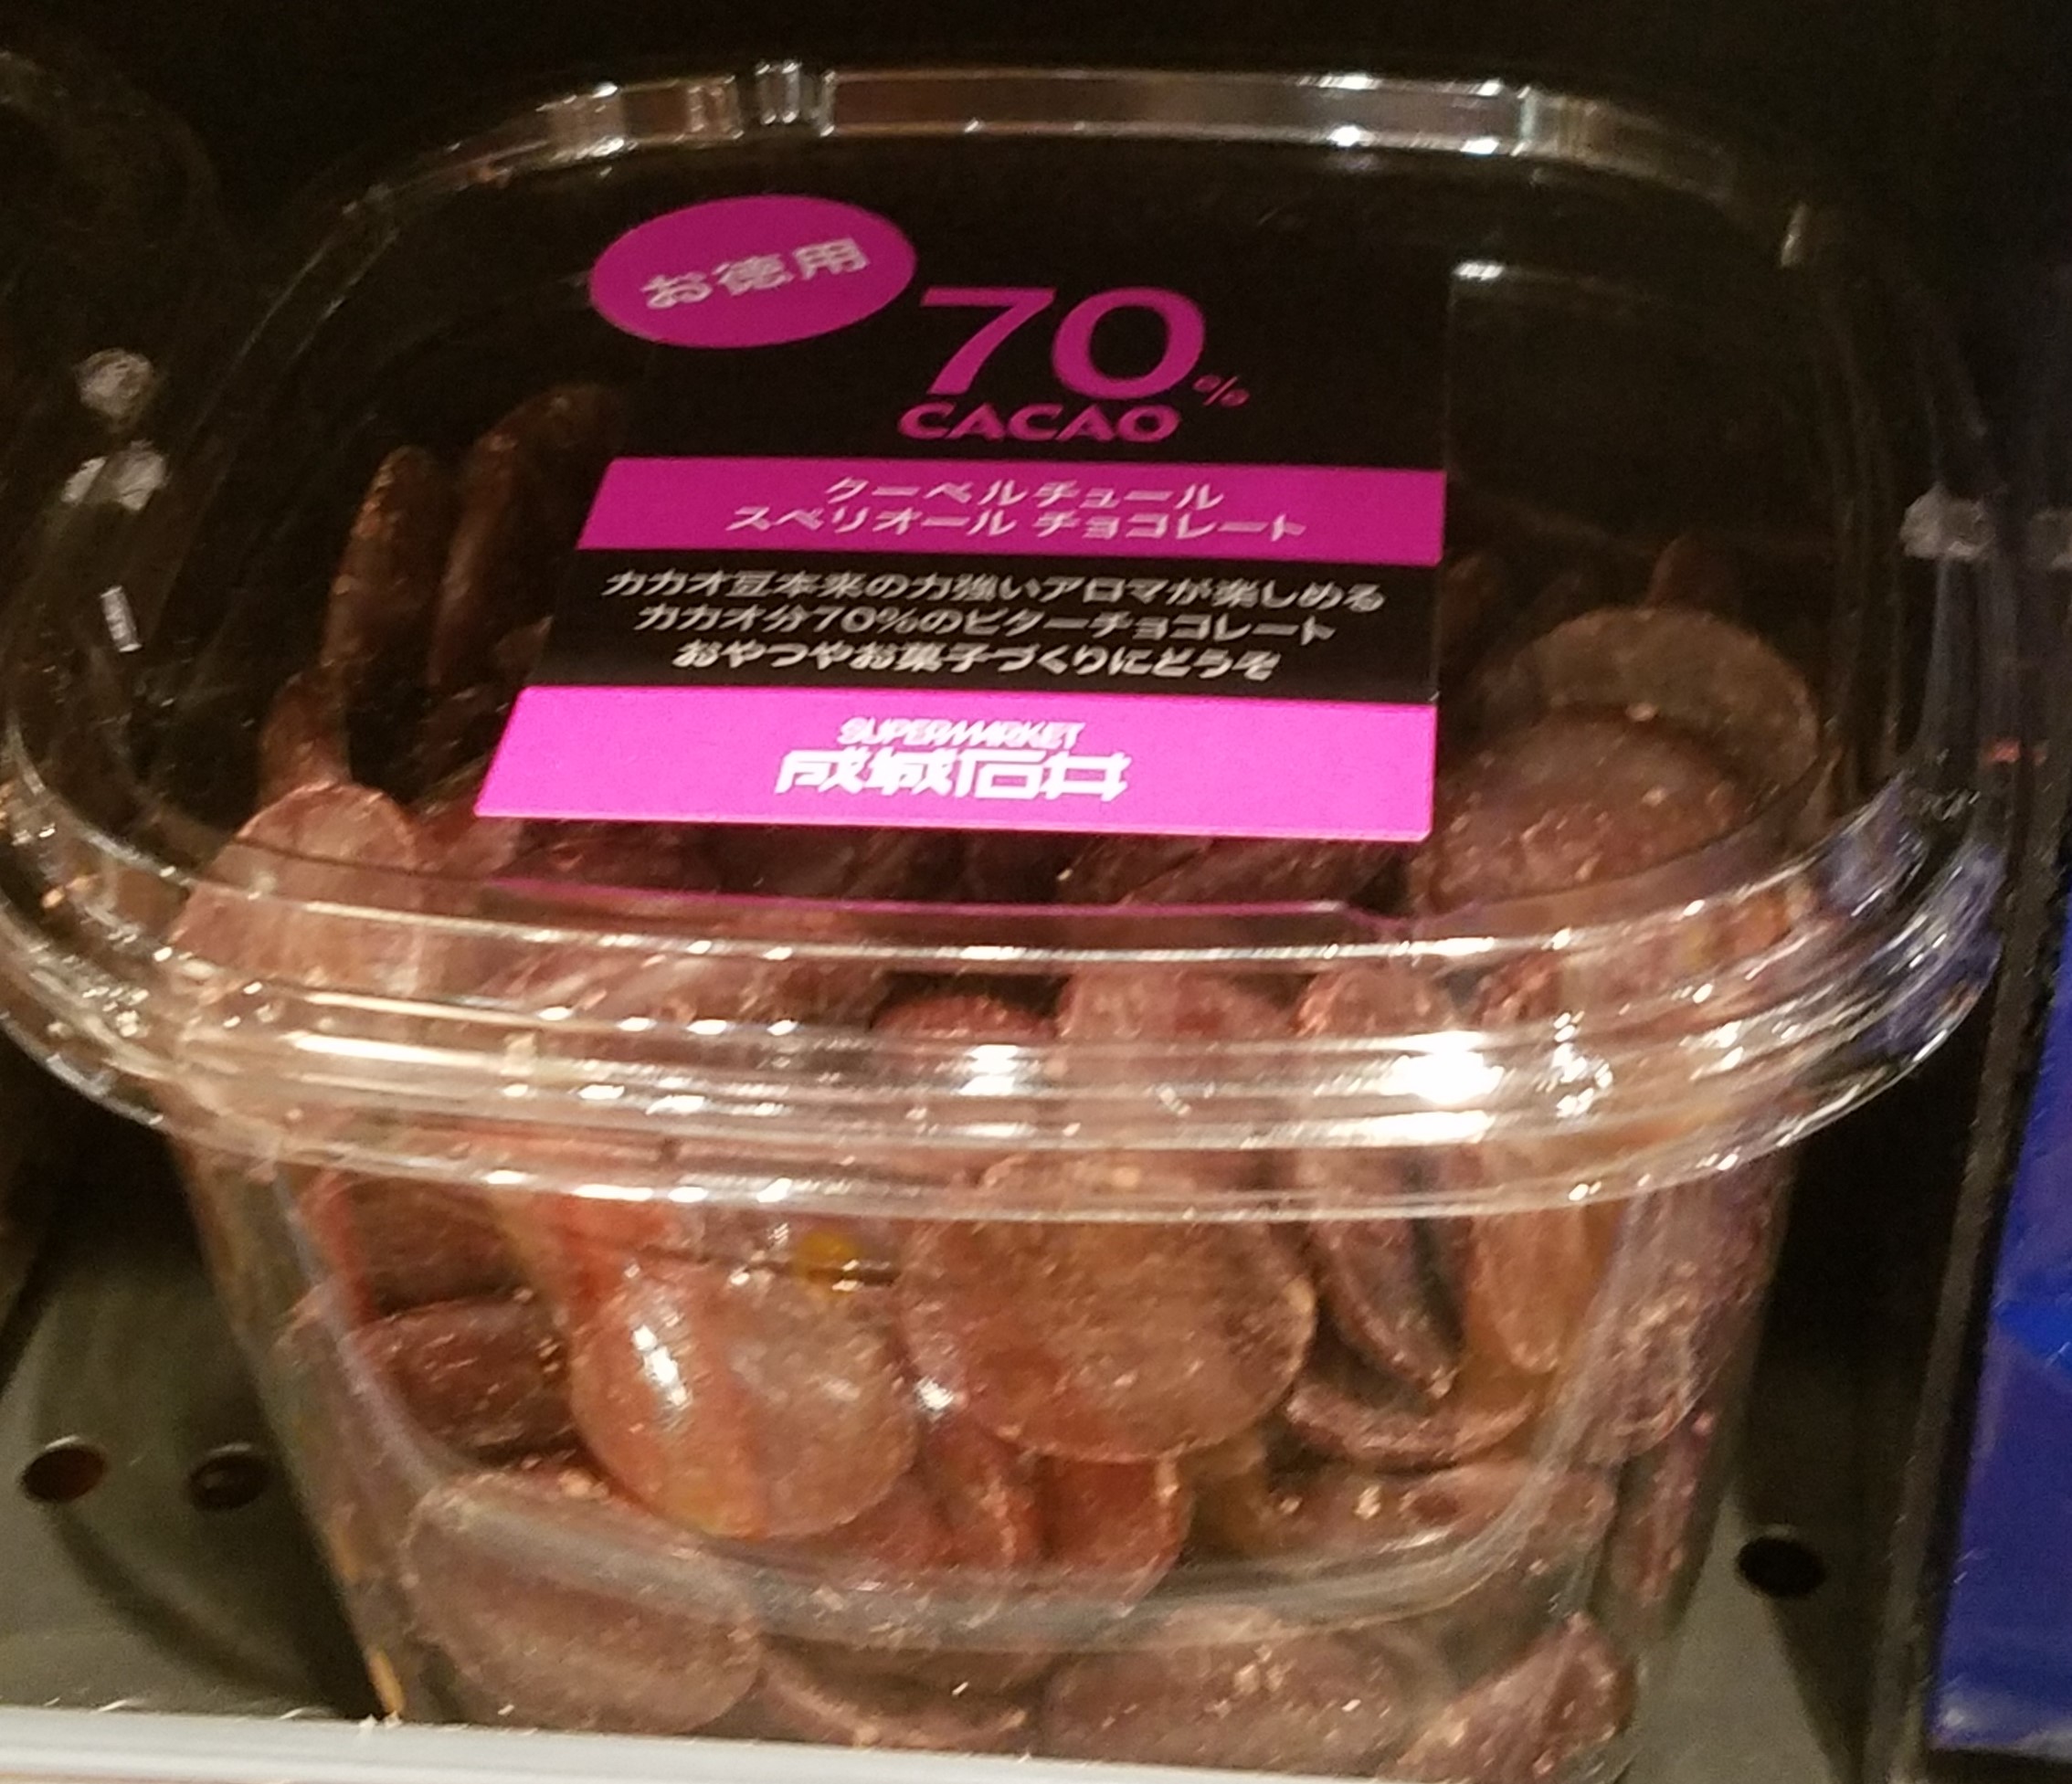 お徳用
70%
CACAO
クーベルチュール
スペリオール チョコレート
カカオ豆本来の力強いアロマが楽しめる
カカオ分70%のビターチョコレート
おやつやお菓子づくりにどうぞ
SUPERMARKET
成城石井